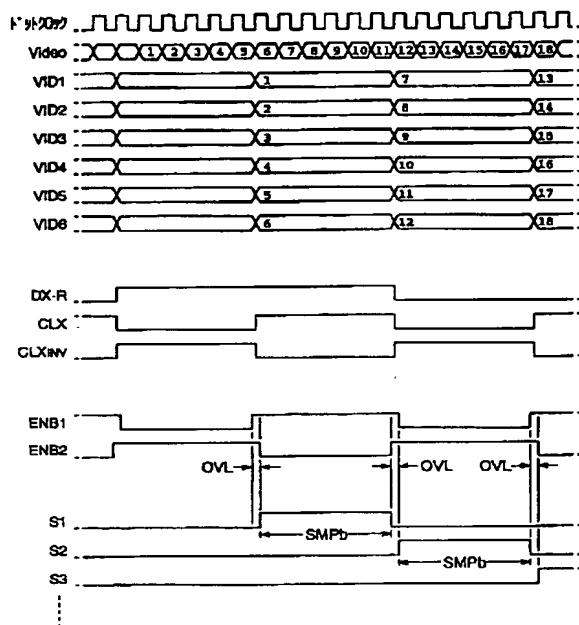 ドットクロック
Video 1 2 3 4 5 6 7 8 9 10 11 12 13 14 15 16 17 18
VID1 1 7 13
VID2 2 8 14
VID3 3 9 15
VID4 4 10 16
VID5 5 11 17
VID6 6 12 18
DX-R
CLX
CLXINV
ENB1
ENB2
OVL OVL OVL
S1
SMPb
S2
SMPb
S3